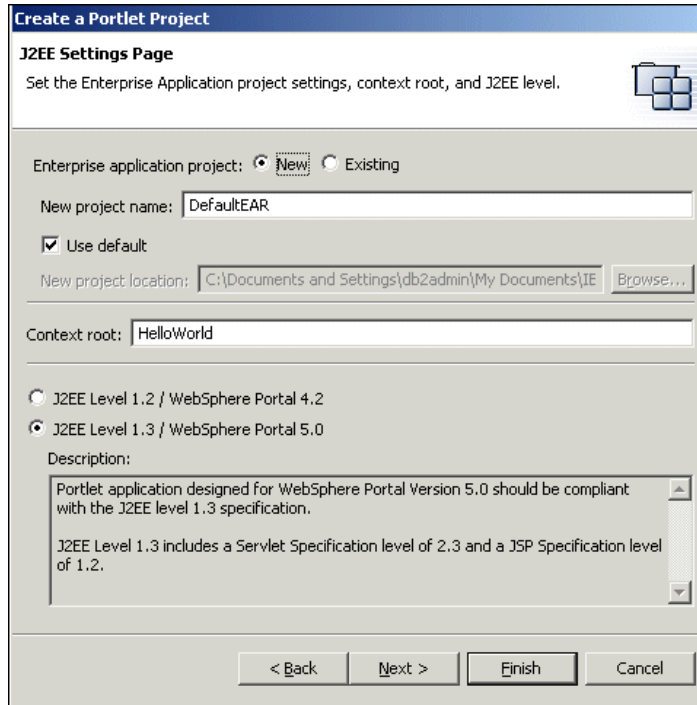 Create a Portlet Project
J2EE Settings Page
Set the Enterprise Application project settings, context root, and J2EE level.
Enterprise application project: New Existing
New project name: DefaultEAR
Use default
New project location: C:\Documents and Settings\db2admin\My Documents\IE Browse...
Context root: HelloWorld
J2EE Level 1.2 / WebSphere Portal 4.2
J2EE Level 1.3 / WebSphere Portal 5.0
Description:
Portlet application designed for WebSphere Portal Version 5.0 should be compliant
with the J2EE level 1.3 specification.
J2EE Level 1.3 includes a Servlet Specification level of 2.3 and a JSP Specification level
of 1.2.
< Back Next > Finish Cancel